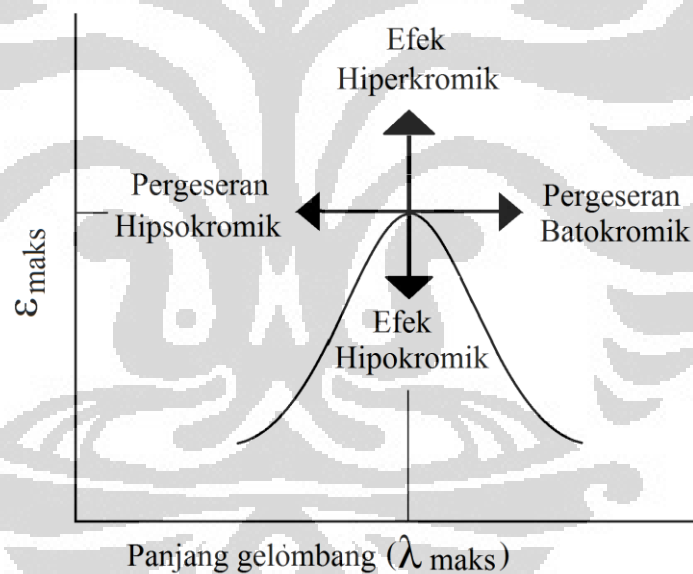 Efek
Hiperkromik
Pergeseran
Hipsokromik
Pergeseran
Batokromik
Efek
Hipokromik
εmaks
Panjang gelombang (λ maks)